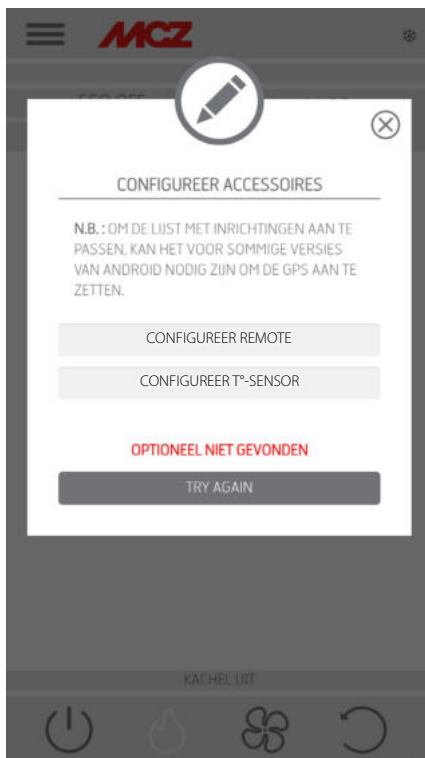 MCZ
CONFIGUREER ACCESSOIRES
N.B. : OM DE LIJST MET INRICHTINGEN AAN TE
PASSEN, KAN HET VOOR SOMMIGE VERSIES
VAN ANDROID NODIG ZIJN OM DE GPS AAN TE
ZETTEN.
CONFIGUREER REMOTE
CONFIGUREER T°-SENSOR
OPTIONEEL NIET GEVONDEN
TRY AGAIN
KACHEL UIT